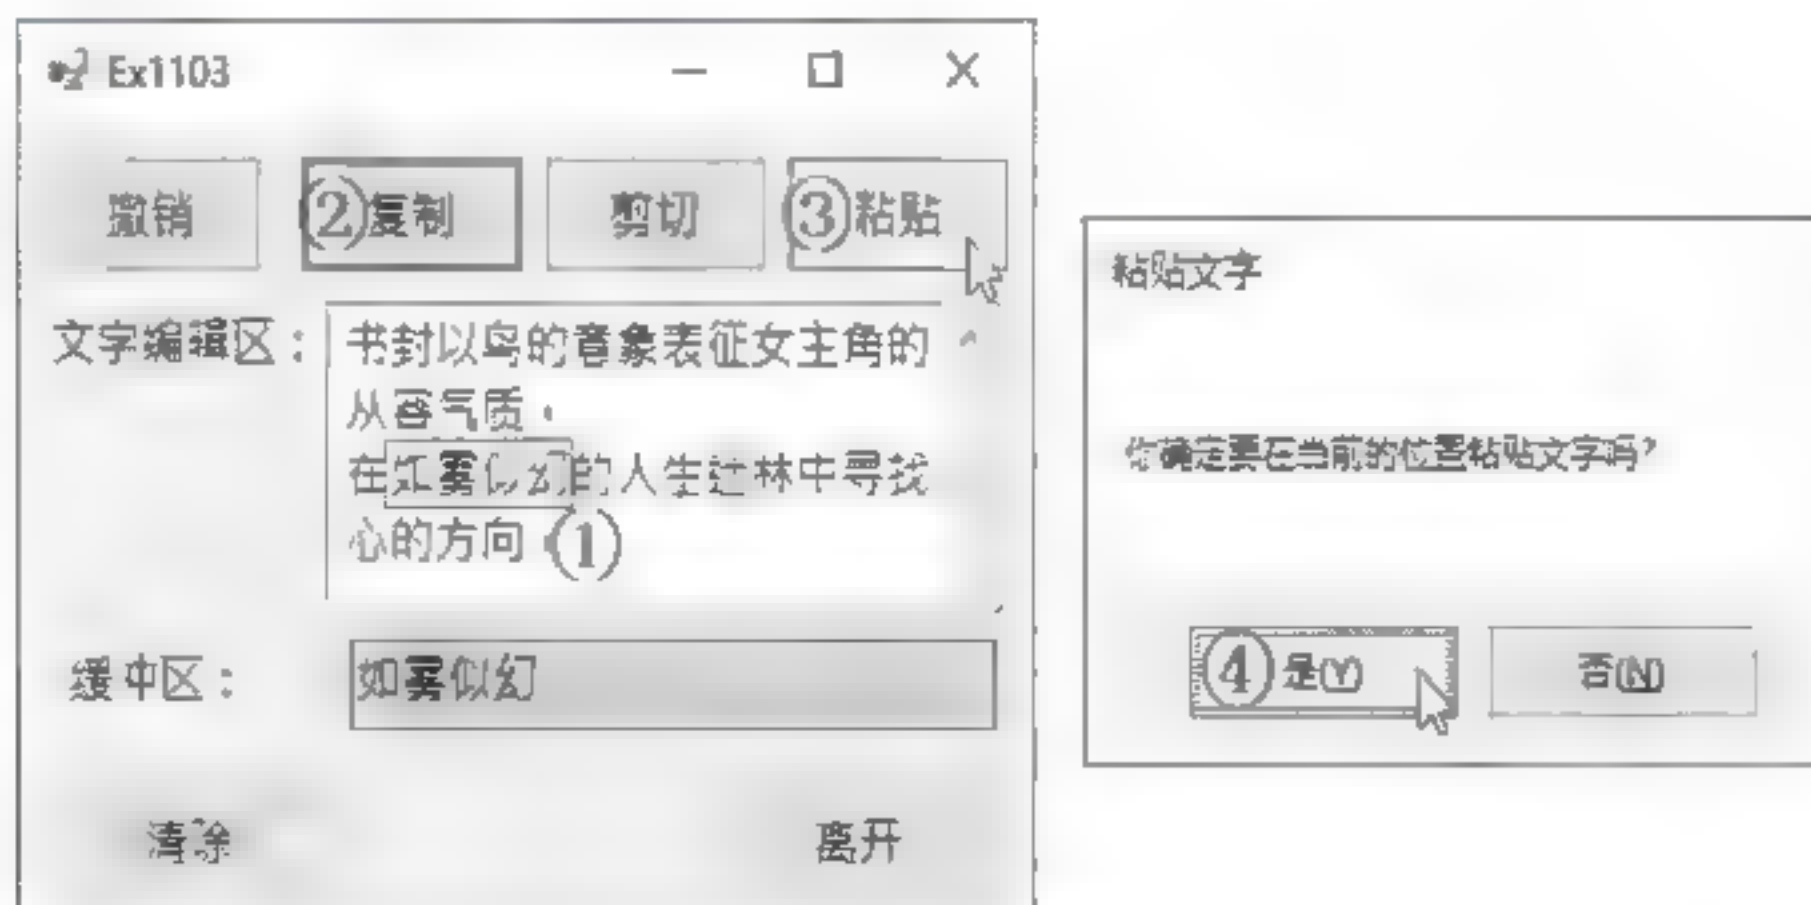 Ex1103
撤销 ②复制 剪切 ③粘贴
文字编辑区： 书封以鸟的意象表征女主角的
从容气质，
在如雾似幻的人生迷林中寻找
心的方向 ①
缓冲区： 如雾似幻
清除 离开
粘贴文字
你确定要在当前的位置粘贴文字吗?
④是(Y) 否(N)